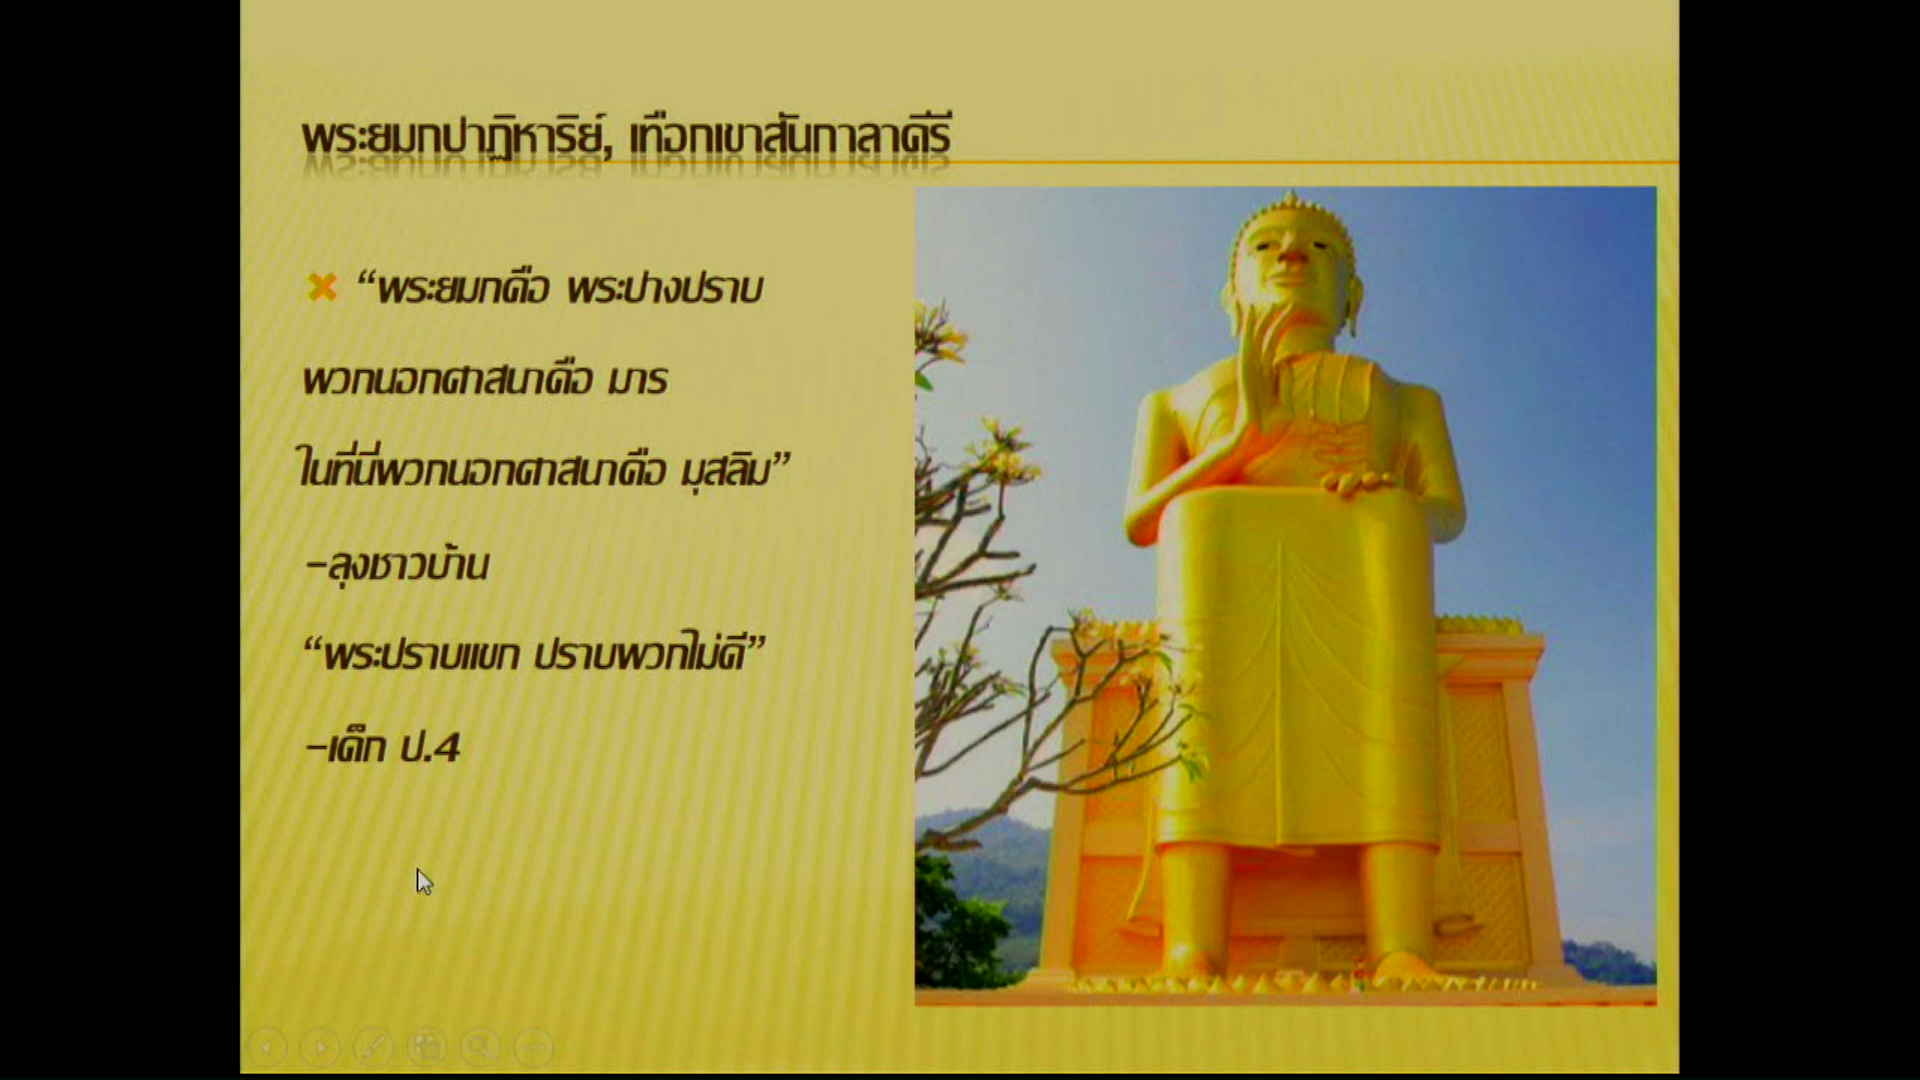 พระยมกปาฏิหาริย์, เทือกเขาสันกาลาคีรี
“พระยมกคือ พระปางปราบ
พวกนอกศาสนาคือ มาร
ในที่นี่พวกนอกศาสนาคือ มุสลิม”
-ลุงชาวบ้าน
“พระปราบแขก ปราบพวกไม่ดี”
-เด็ก ป.4